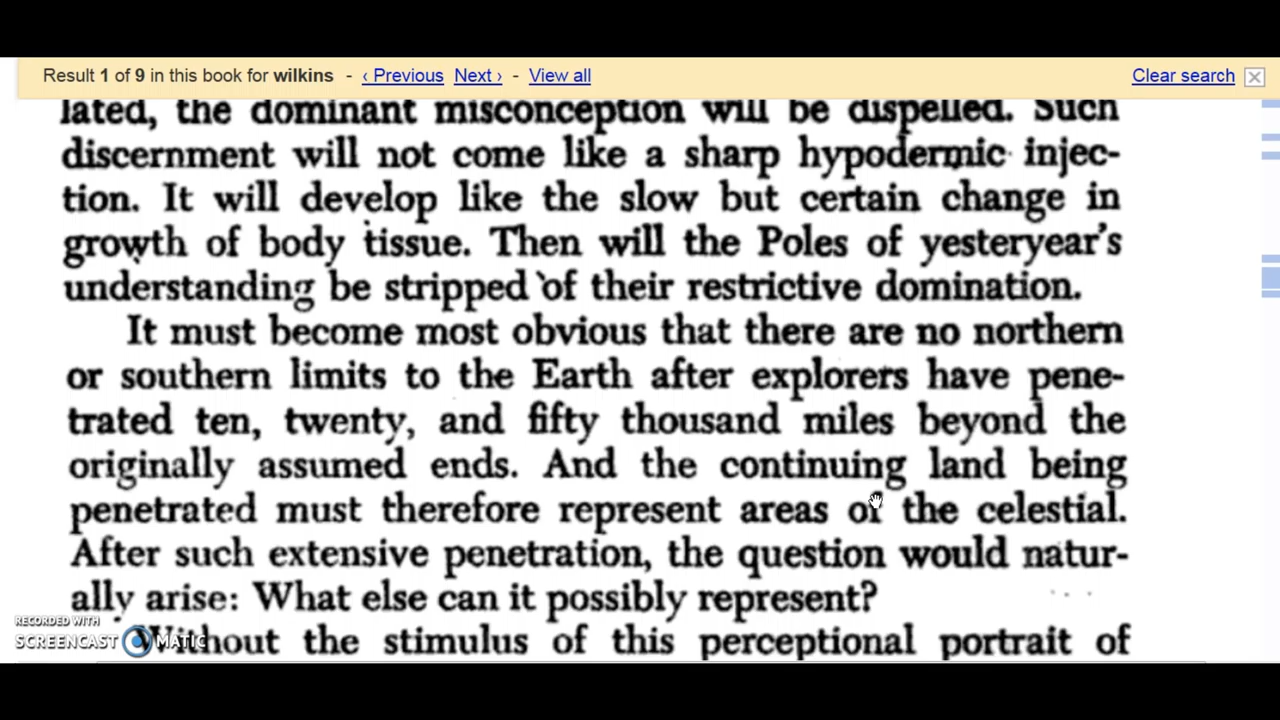 Result 1 of 9 in this book for wilkins - ‹ Previous Next › - View all Clear search
lated, the dominant misconception will be dispelled. Such
discernment will not come like a sharp hypodermic injec-
tion. It will develop like the slow but certain change in
growth of body tissue. Then will the Poles of yesteryear's
understanding be stripped of their restrictive domination.
It must become most obvious that there are no northern
or southern limits to the Earth after explorers have pene-
trated ten, twenty, and fifty thousand miles beyond the
originally assumed ends. And the continuing land being
penetrated must therefore represent areas of the celestial.
After such extensive penetration, the question would natur-
ally arise: What else can it possibly represent?
Without the stimulus of this perceptional portrait of
RECORDED WITH
SCREENCAST MATIC